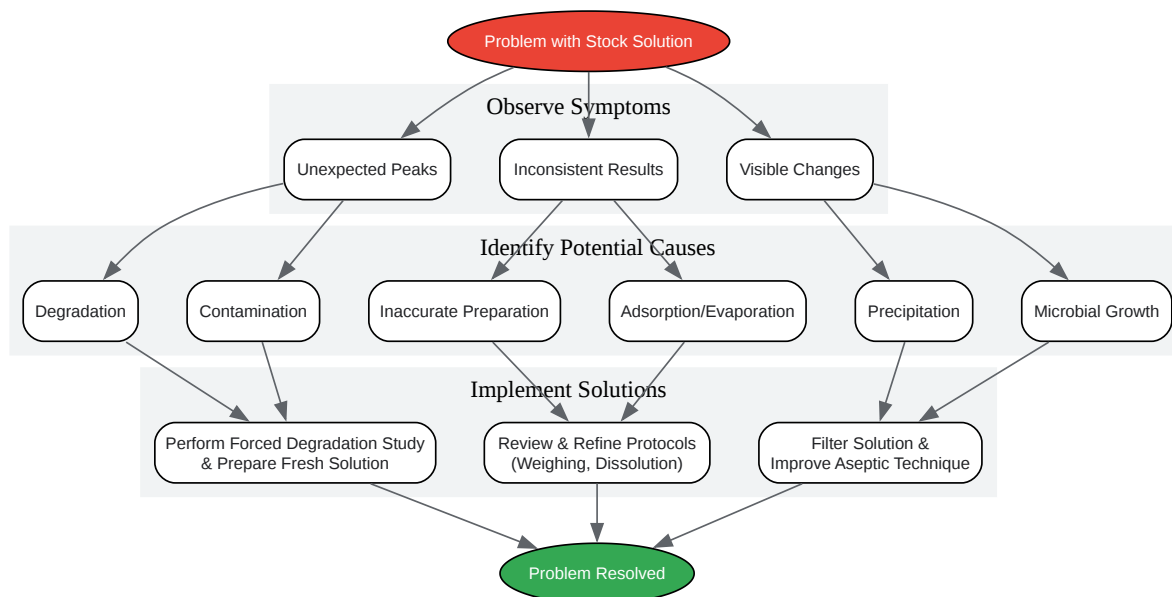 Problem with Stock Solution
Observe Symptoms
Unexpected Peaks
Inconsistent Results
Visible Changes
Identify Potential Causes
Degradation
Contamination
Inaccurate Preparation
Adsorption/Evaporation
Precipitation
Microbial Growth
Implement Solutions
Perform Forced Degradation Study
& Prepare Fresh Solution
Review & Refine Protocols
(Weighing, Dissolution)
Filter Solution &
Improve Aseptic Technique
Problem Resolved